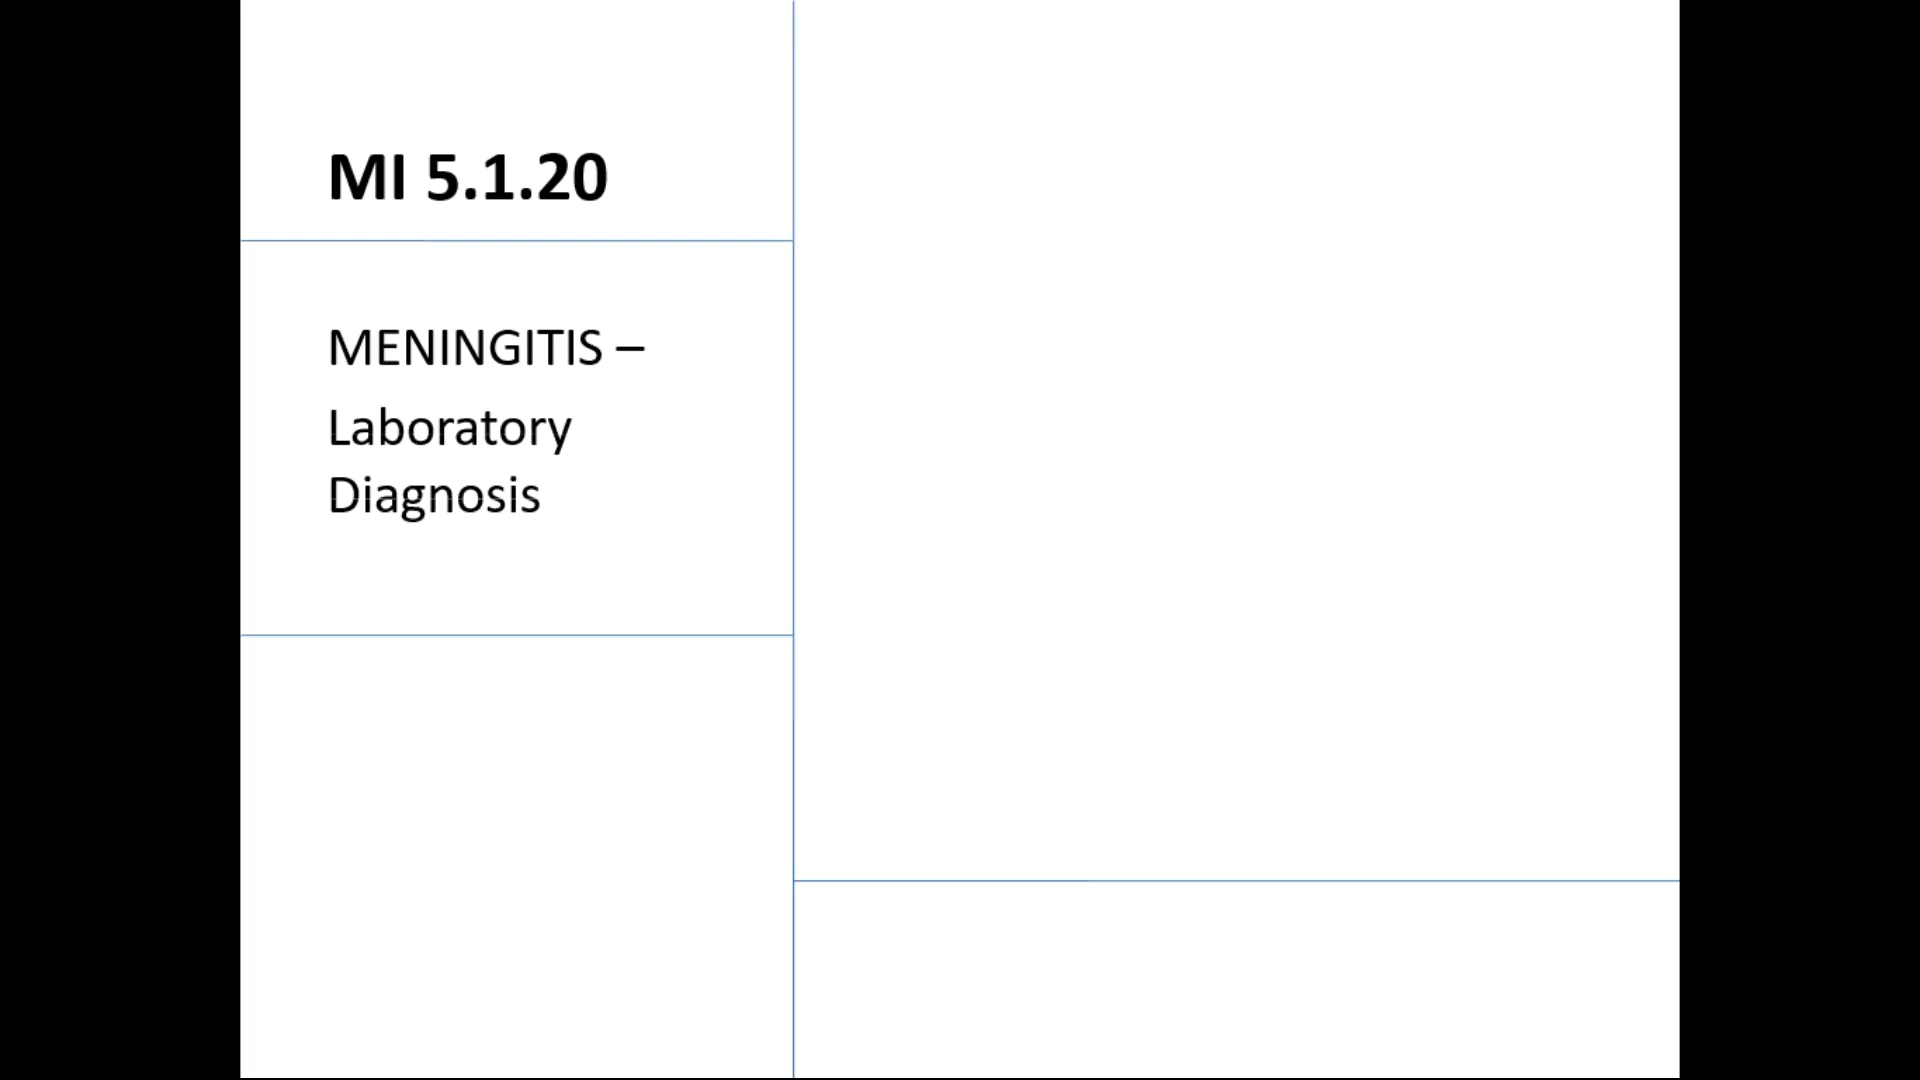 MI 5.1.20
MENINGITIS –
Laboratory
Diagnosis